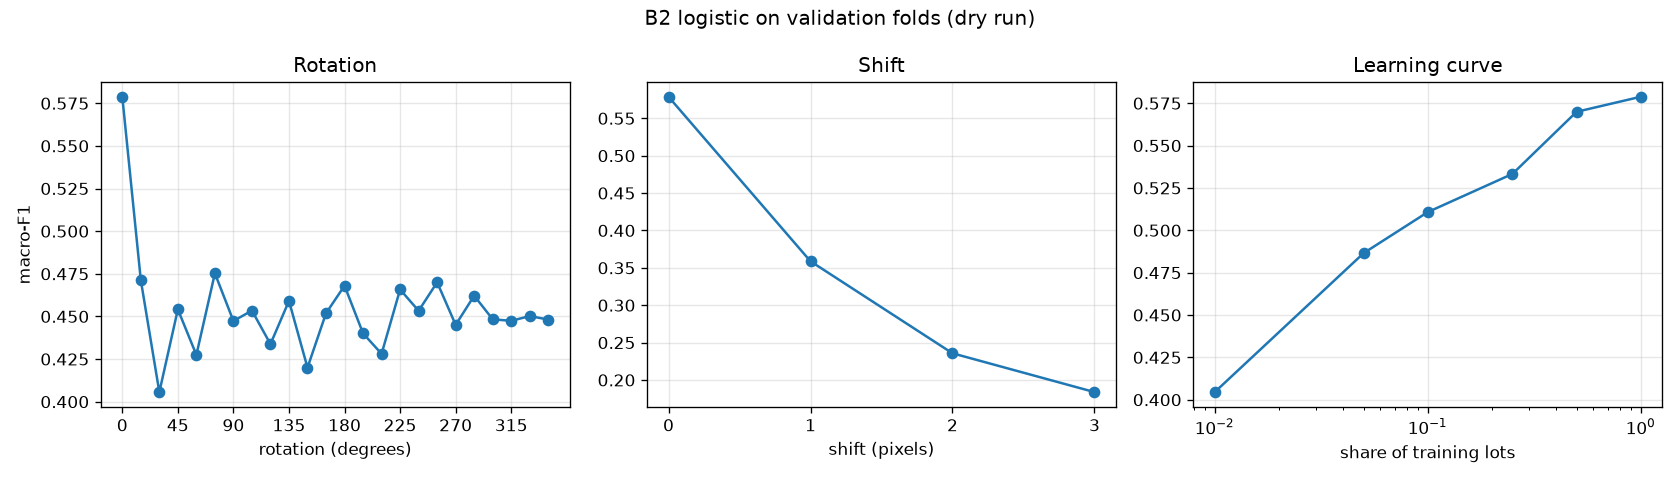 B2 logistic on validation folds (dry run)
Rotation
macro-F1
0.575
0.550
0.525
0.500
0.475
0.450
0.425
0.400
0 45 90 135 180 225 270 315
rotation (degrees)
Shift
0.55
0.50
0.45
0.40
0.35
0.30
0.25
0.20
0 1 2 3
shift (pixels)
Learning curve
0.575
0.550
0.525
0.500
0.475
0.450
0.425
0.400
10⁻² 10⁻¹ 10⁰
share of training lots